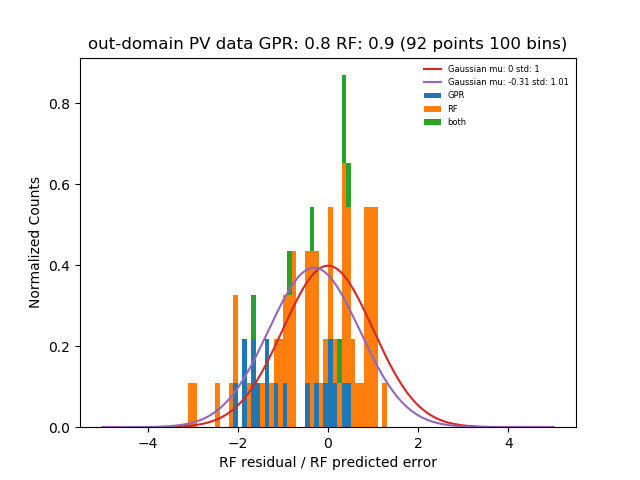 out-domain PV data GPR: 0.8 RF: 0.9 (92 points 100 bins)
Gaussian mu: 0 std: 1
Gaussian mu: -0.31 std: 1.01
GPR
RF
both
Normalized Counts
0.8
0.6
0.4
0.2
0.0
−4 −2 0 2 4
RF residual / RF predicted error